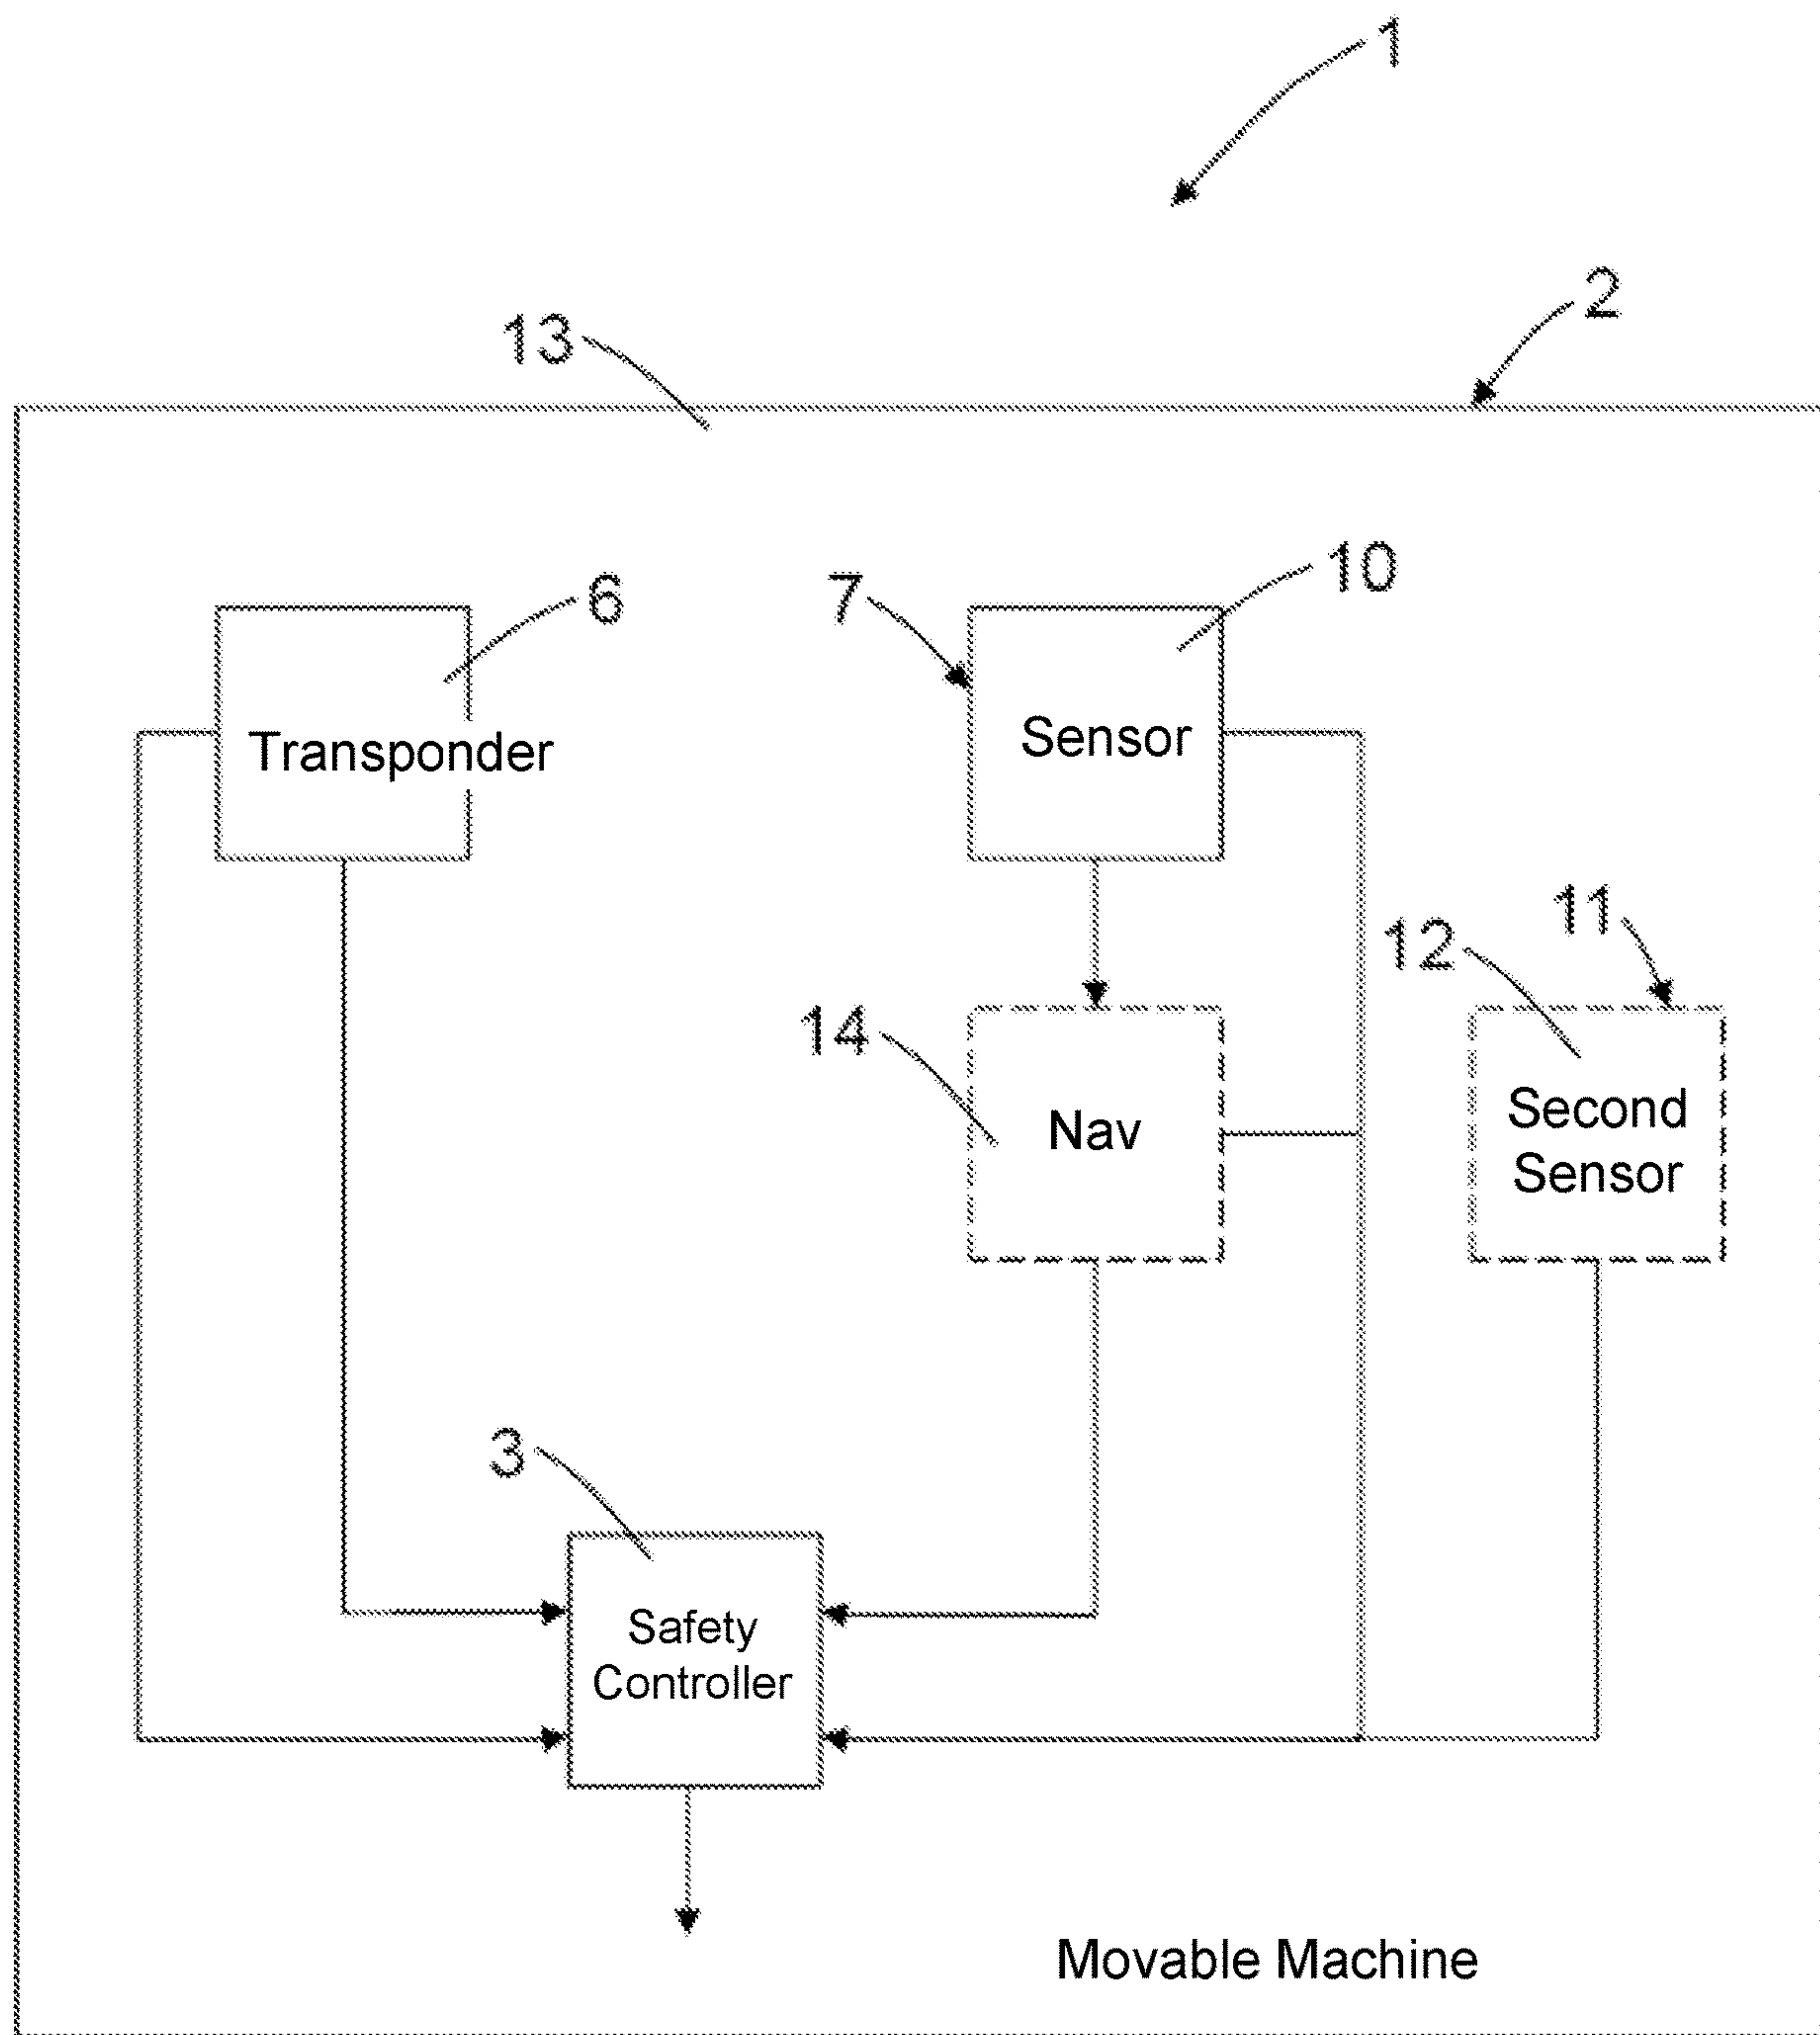 1
2
13
10
6
7
Transponder
Sensor
11
12
14
Nav
Second
Sensor
3
Safety
Controller
Movable Machine